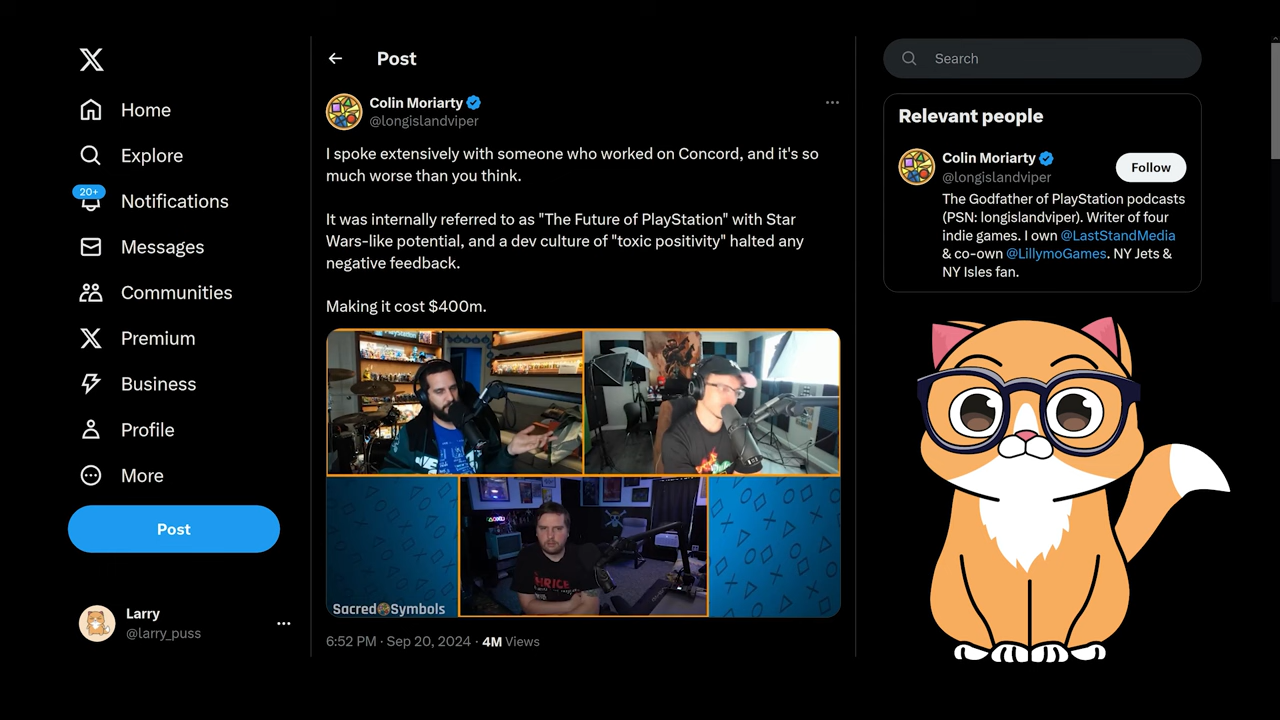 Post
Search
Home
Explore
20+
Notifications
Messages
Communities
Premium
Business
Profile
More
Post
Larry
@larry_puss
Colin Moriarty
@longislandviper
I spoke extensively with someone who worked on Concord, and it's so
much worse than you think.
It was internally referred to as "The Future of PlayStation" with Star
Wars-like potential, and a dev culture of "toxic positivity" halted any
negative feedback.
Making it cost $400m.
Sacred Symbols
6:52 PM · Sep 20, 2024 · 4M Views
Relevant people
Colin Moriarty
@longislandviper
Follow
The Godfather of PlayStation podcasts
(PSN: longislandviper). Writer of four
indie games. I own @LastStandMedia
& co-own @LillymoGames. NY Jets &
NY Isles fan.